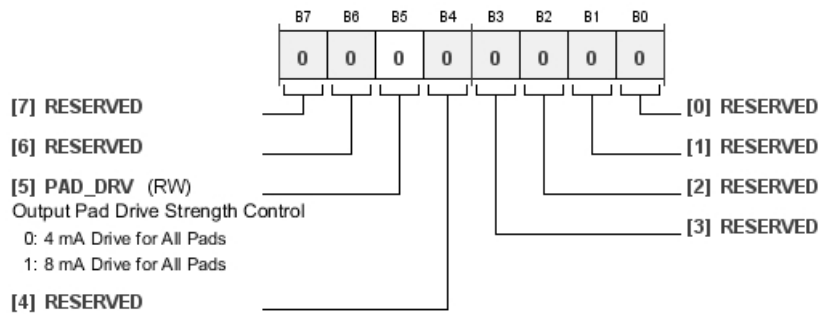 B7 B6 B5 B4 B3 B2 B1 B0
0 0 0 0 0 0 0 0
[7] RESERVED
[6] RESERVED
[5] PAD_DRV (RW)
Output Pad Drive Strength Control
0: 4 mA Drive for All Pads
1: 8 mA Drive for All Pads
[4] RESERVED
[0] RESERVED
[1] RESERVED
[2] RESERVED
[3] RESERVED